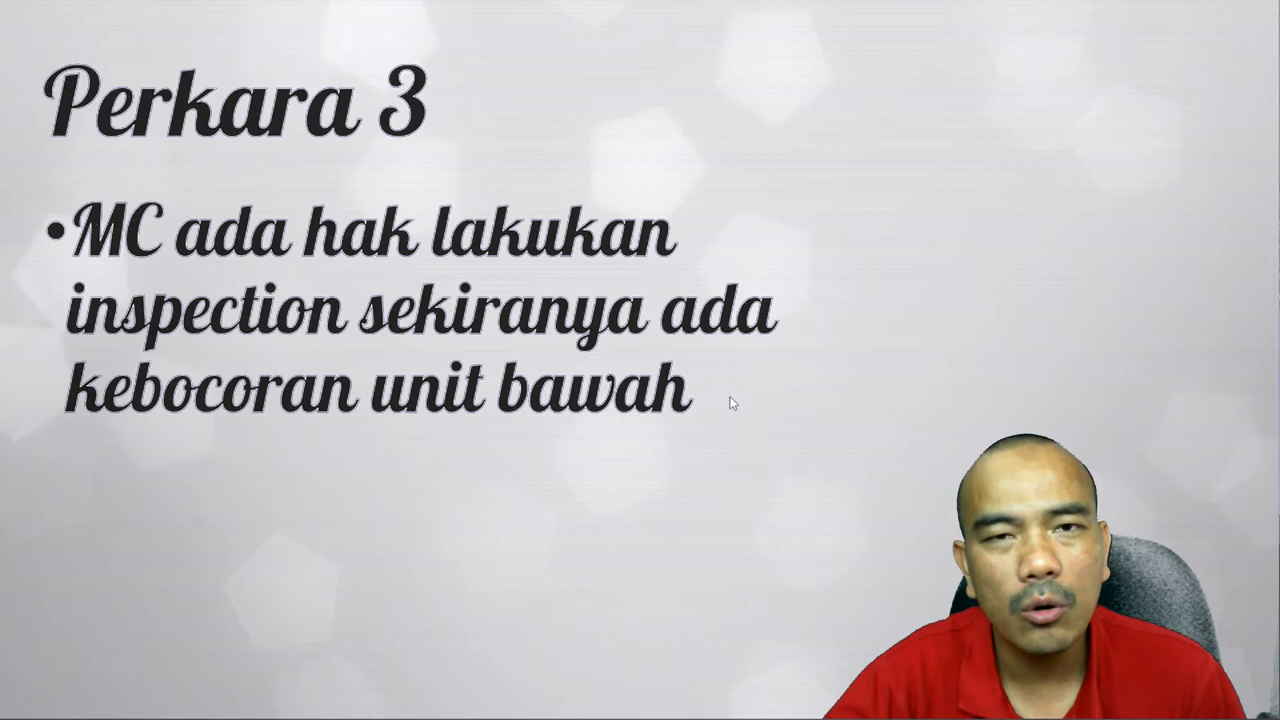 Perkara 3
•MC ada hak lakukan
inspection sekiranya ada
kebocoran unit bawah